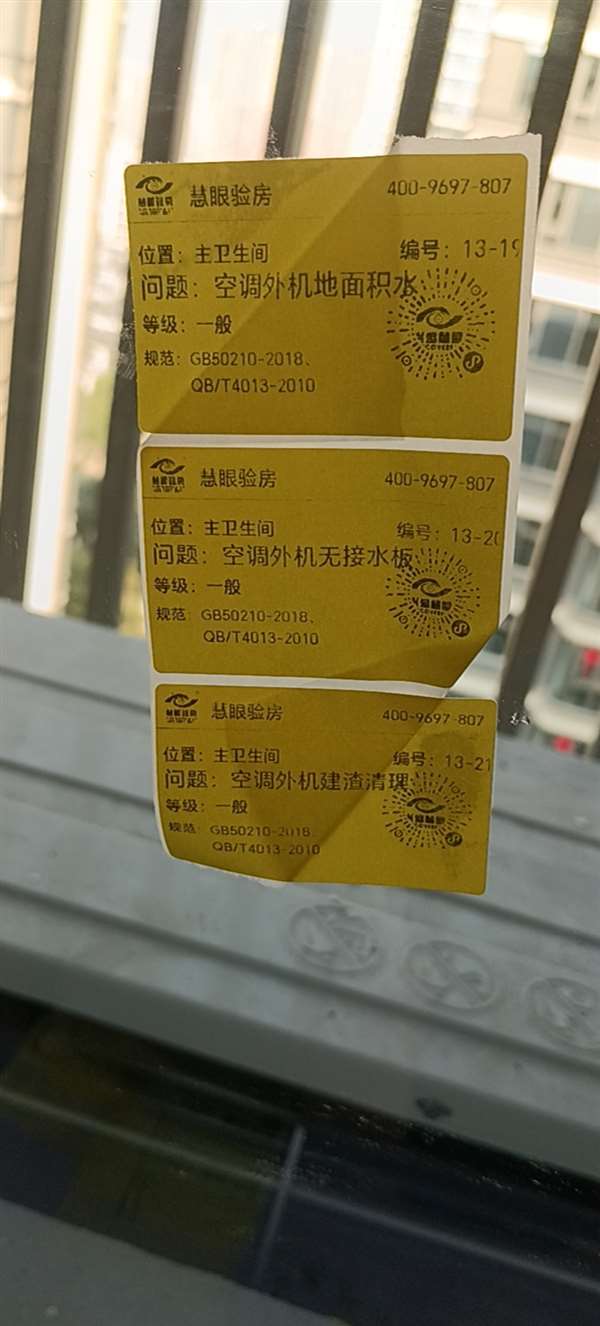 慧眼验房 400-9697-807
位置：主卫生间 编号：13-19
问题：空调外机地面积水
等级：一般
规范：GB50210-2018、
QB/T4013-2010
慧眼验房 400-9697-807
位置：主卫生间 编号：13-20
问题：空调外机无接水板
等级：一般
规范：GB50210-2018、
QB/T4013-2010
慧眼验房 400-9697-807
位置：主卫生间 编号：13-21
问题：空调外机建渣清理
等级：一般
规范：GB50210-2018、
QB/T4013-2010